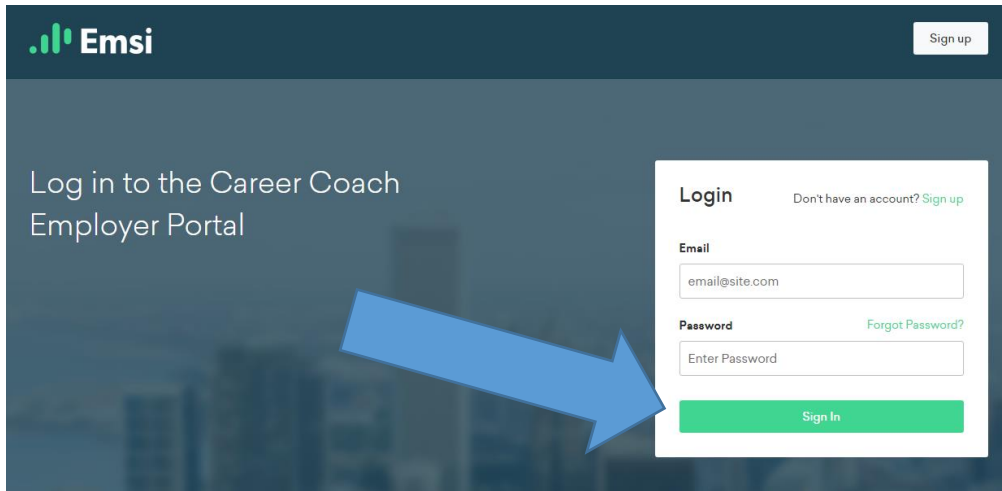 Emsi
Sign up
Log in to the Career Coach
Employer Portal
Login
Don't have an account? Sign up
Email
email@site.com
Password
Forgot Password?
Enter Password
Sign In